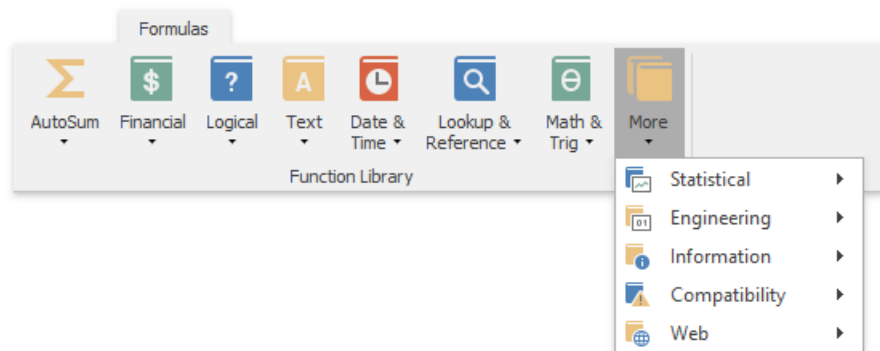 Formulas
$ ? A
AutoSum Financial Logical Text Date & Lookup & Math & More
Time Reference Trig
Function Library
Statistical
01 Engineering
Information
Compatibility
Web